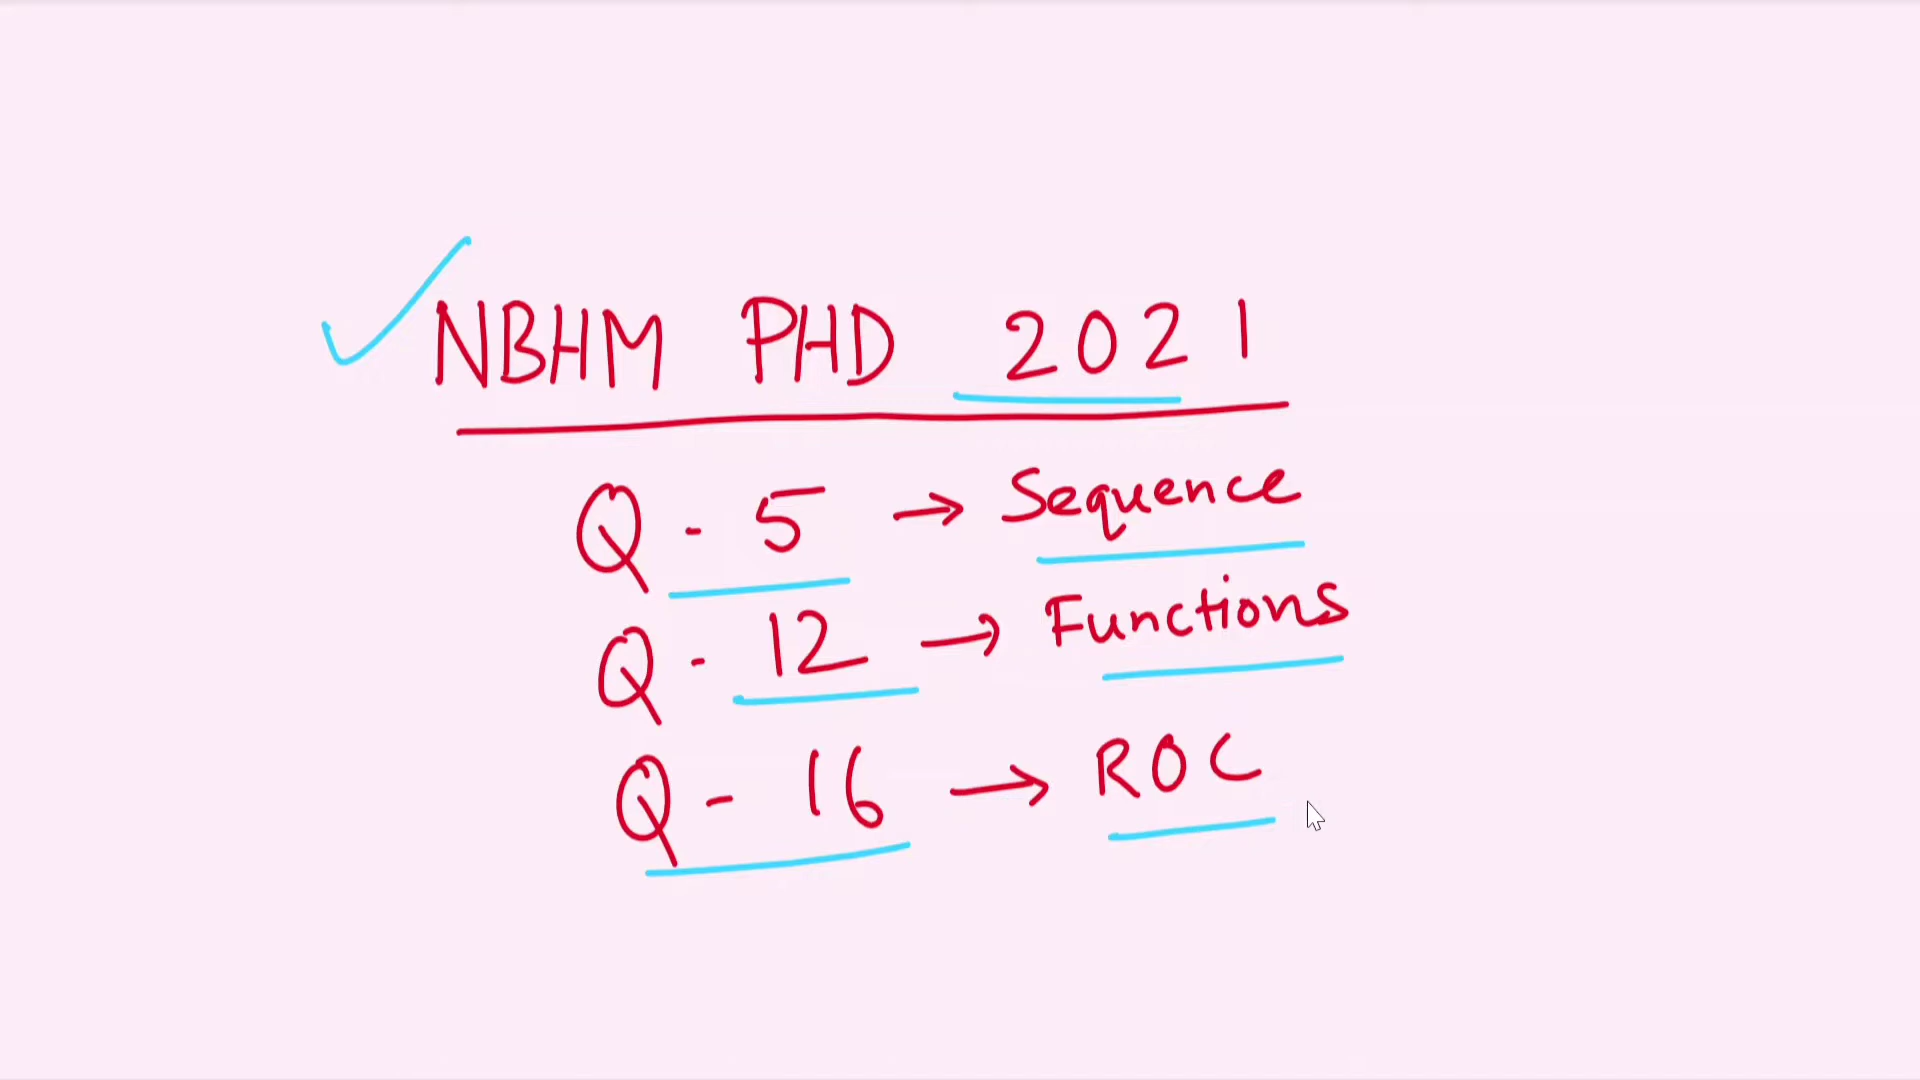 NBHM PHD 2021
Q - 5 → Sequence
Q - 12 → Functions
Q - 16 → ROC